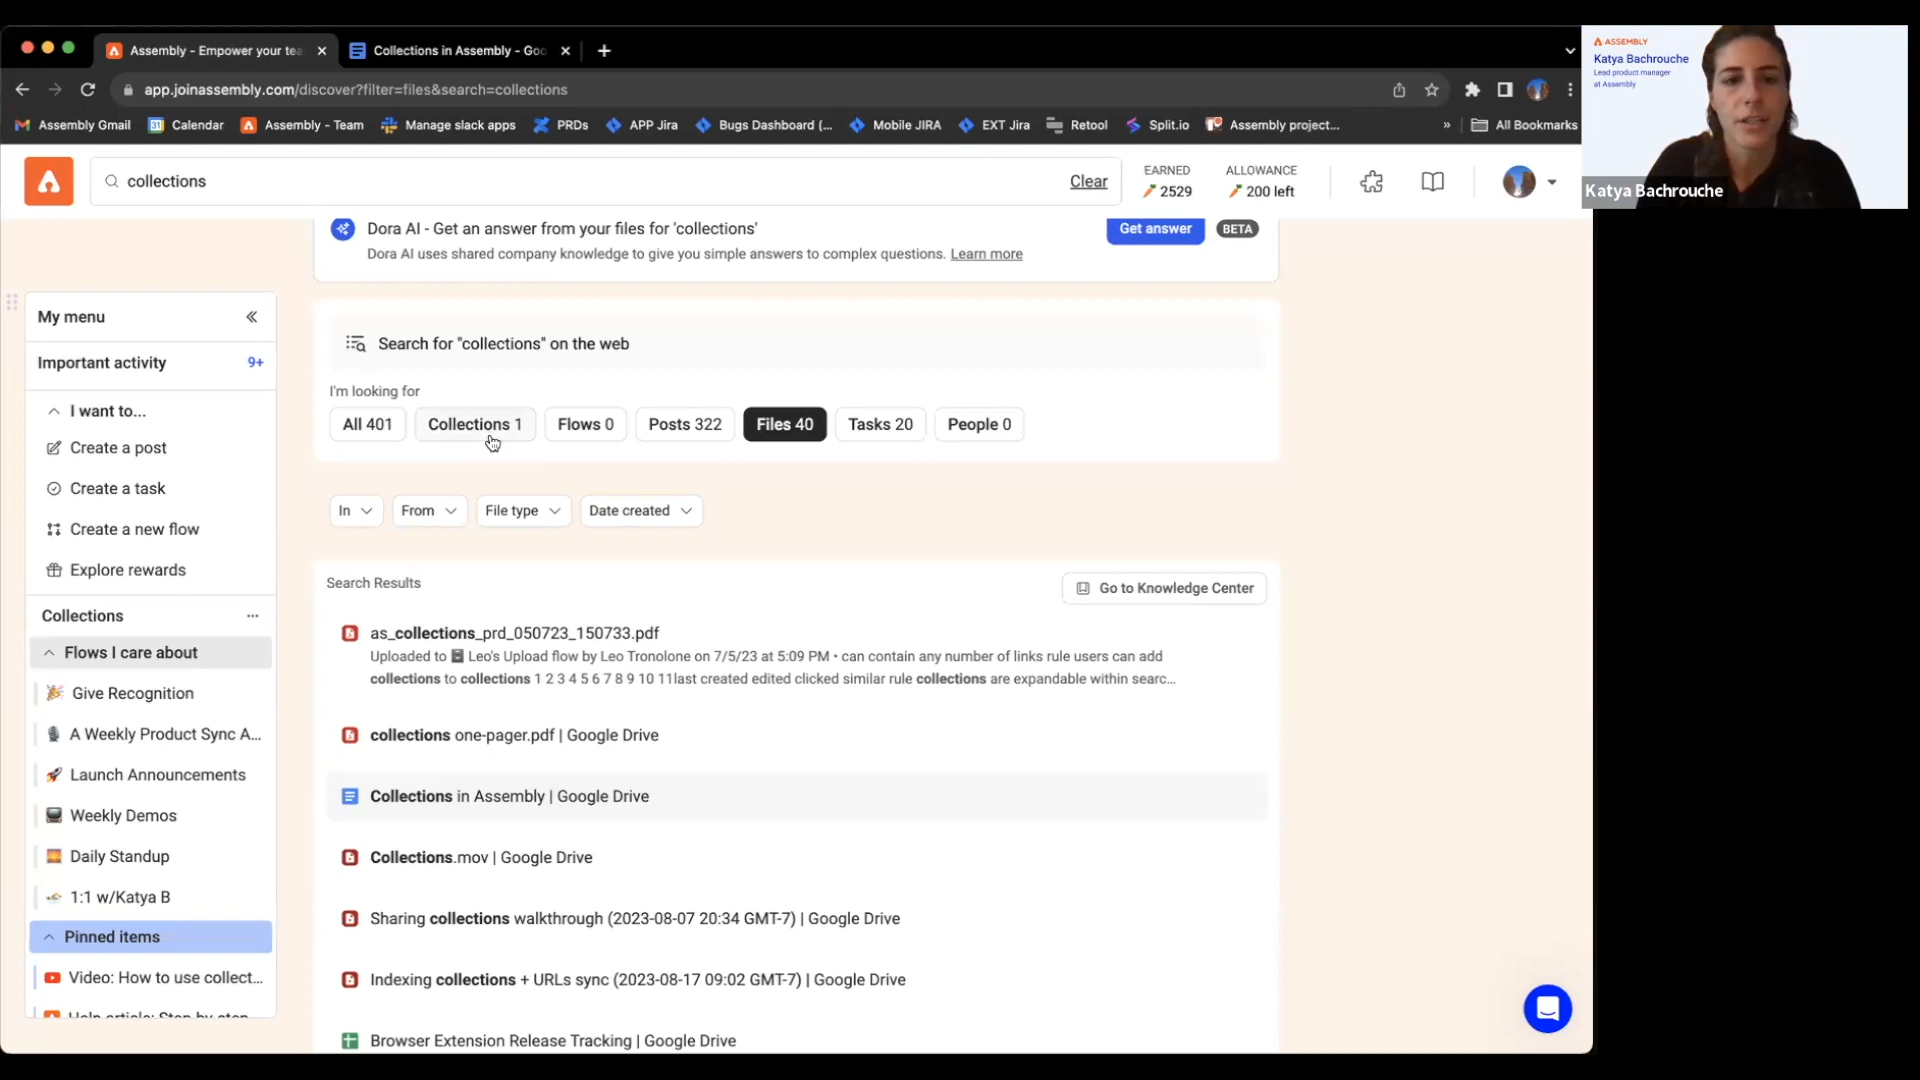 Assembly - Empower your tea
Collections in Assembly - Goo
app.joinassembly.com/discover?filter=files&search=collections
Assembly Gmail
Calendar
Assembly - Team
Manage slack apps
PRDs
APP Jira
Bugs Dashboard (...
Mobile JIRA
EXT Jira
Retool
Split.io
Assembly project...
»
All Bookmarks
ASSEMBLY
Katya Bachrouche
Lead product manager
at Assembly
Katya Bachrouche
collections
Clear
EARNED
2529
ALLOWANCE
200 left
Dora AI - Get an answer from your files for 'collections'
Dora AI uses shared company knowledge to give you simple answers to complex questions. Learn more
Get answer
BETA
My menu
Important activity 9+
I want to...
Create a post
Create a task
Create a new flow
Explore rewards
Collections
Flows I care about
Give Recognition
A Weekly Product Sync A...
Launch Announcements
Weekly Demos
Daily Standup
1:1 w/Katya B
Pinned items
Video: How to use collect...
Help article: Step by step
Search for "collections" on the web
I'm looking for
All 401
Collections 1
Flows 0
Posts 322
Files 40
Tasks 20
People 0
In
From
File type
Date created
Search Results
Go to Knowledge Center
as_collections_prd_050723_150733.pdf
Uploaded to Leo's Upload flow by Leo Tronolone on 7/5/23 at 5:09 PM • can contain any number of links rule users can add
collections to collections 1 2 3 4 5 6 7 8 9 10 11last created edited clicked similar rule collections are expandable within searc...
collections one-pager.pdf | Google Drive
Collections in Assembly | Google Drive
Collections.mov | Google Drive
Sharing collections walkthrough (2023-08-07 20:34 GMT-7) | Google Drive
Indexing collections + URLs sync (2023-08-17 09:02 GMT-7) | Google Drive
Browser Extension Release Tracking | Google Drive